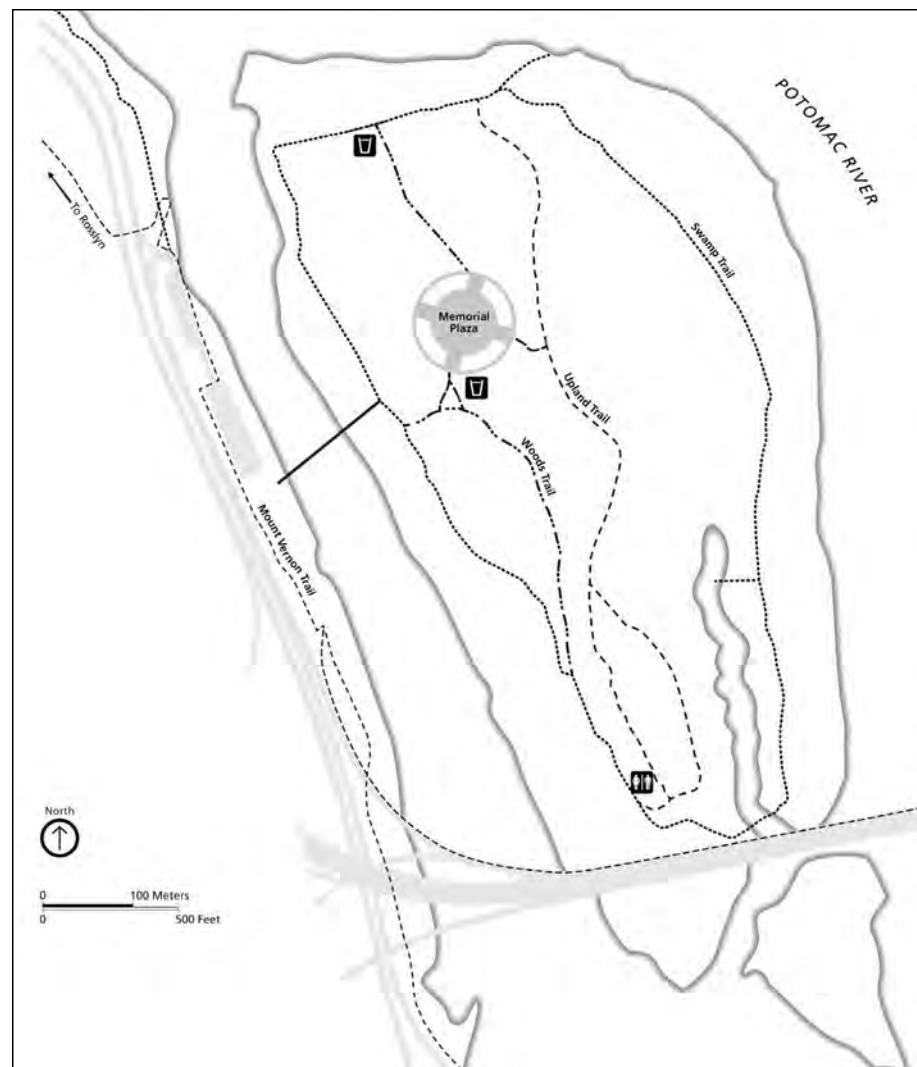 POTOMAC RIVER
To Rosslyn
Swamp Trail
Memorial
Plaza
Upland Trail
Woods Trail
Mount Vernon Trail
North
0 100 Meters
0 500 Feet